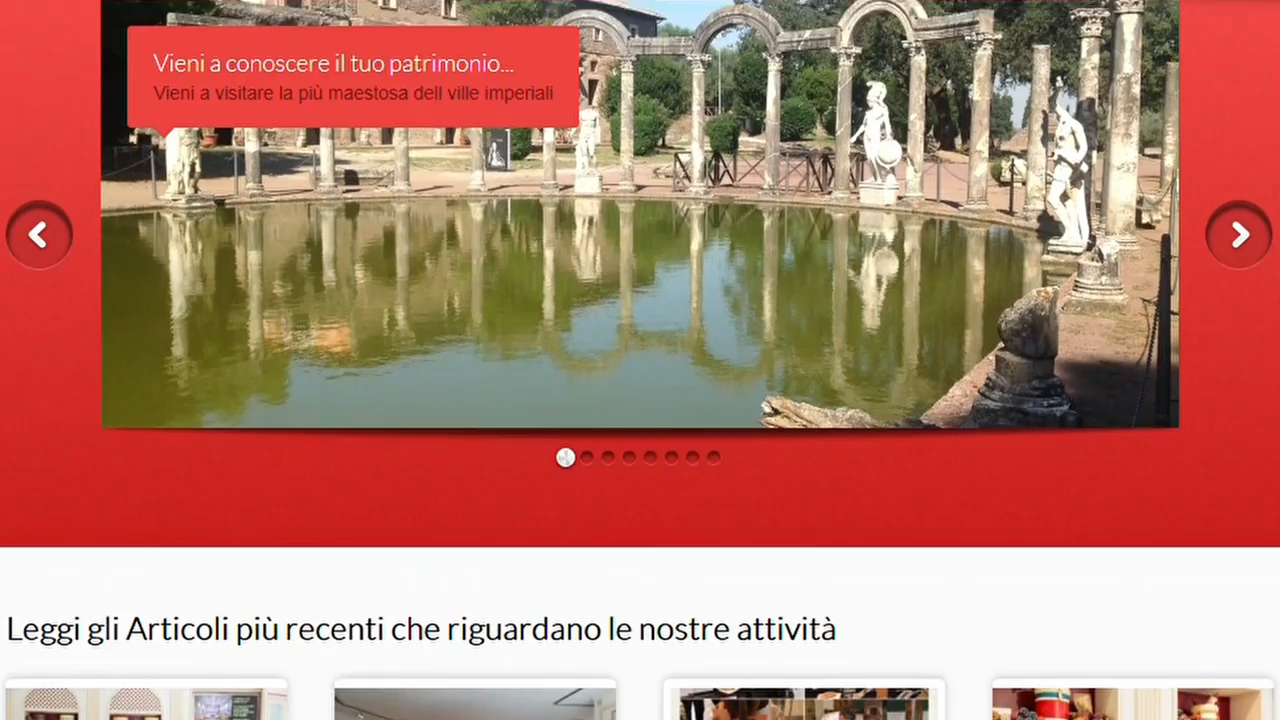 Vieni a conoscere il tuo patrimonio...
Vieni a visitare la più maestosa dell ville imperiali
Leggi gli Articoli più recenti che riguardano le nostre attività